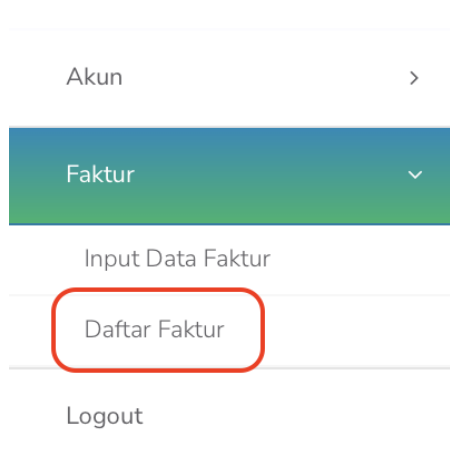 Akun
Faktur
Input Data Faktur
Daftar Faktur
Logout